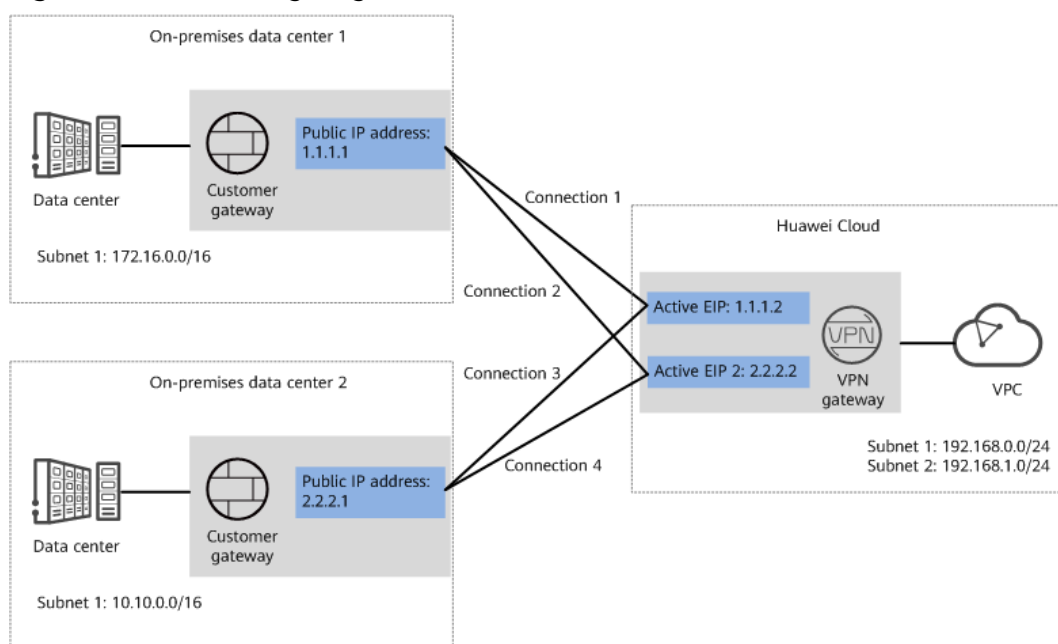 On-premises data center 1
Public IP address:
1.1.1.1
Data center
Customer
gateway
Subnet 1: 172.16.0.0/16
Connection 1
Connection 2
Huawei Cloud
Active EIP: 1.1.1.2
Active EIP 2: 2.2.2.2
VPN
VPN
gateway
VPC
Subnet 1: 192.168.0.0/24
Subnet 2: 192.168.1.0/24
Connection 3
Connection 4
On-premises data center 2
Public IP address:
2.2.2.1
Data center
Customer
gateway
Subnet 1: 10.10.0.0/16